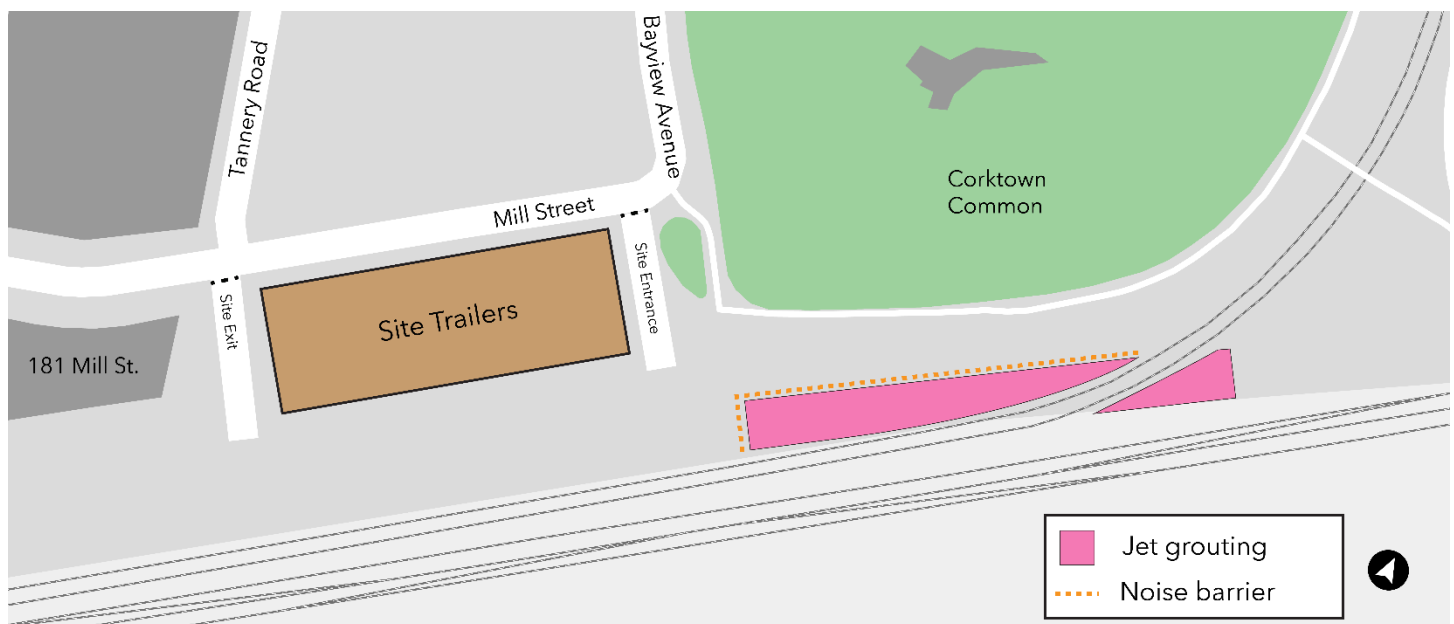 Tannery Road
Bayview Avenue
Corktown
Common
Mill Street
Site Entrance
Site Exit
Site Trailers
181 Mill St.
Jet grouting
Noise barrier